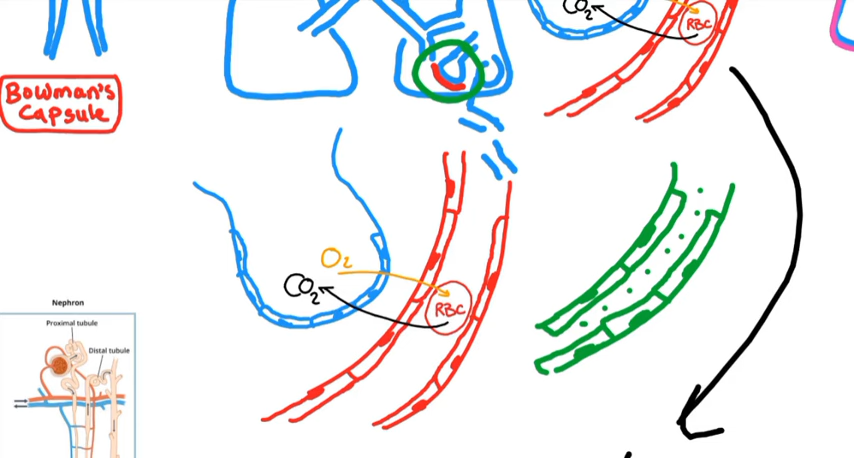 CO2
RBC
Bowman's
Capsule
O2
CO2
RBC
Nephron
Proximal tubule
Distal tubule